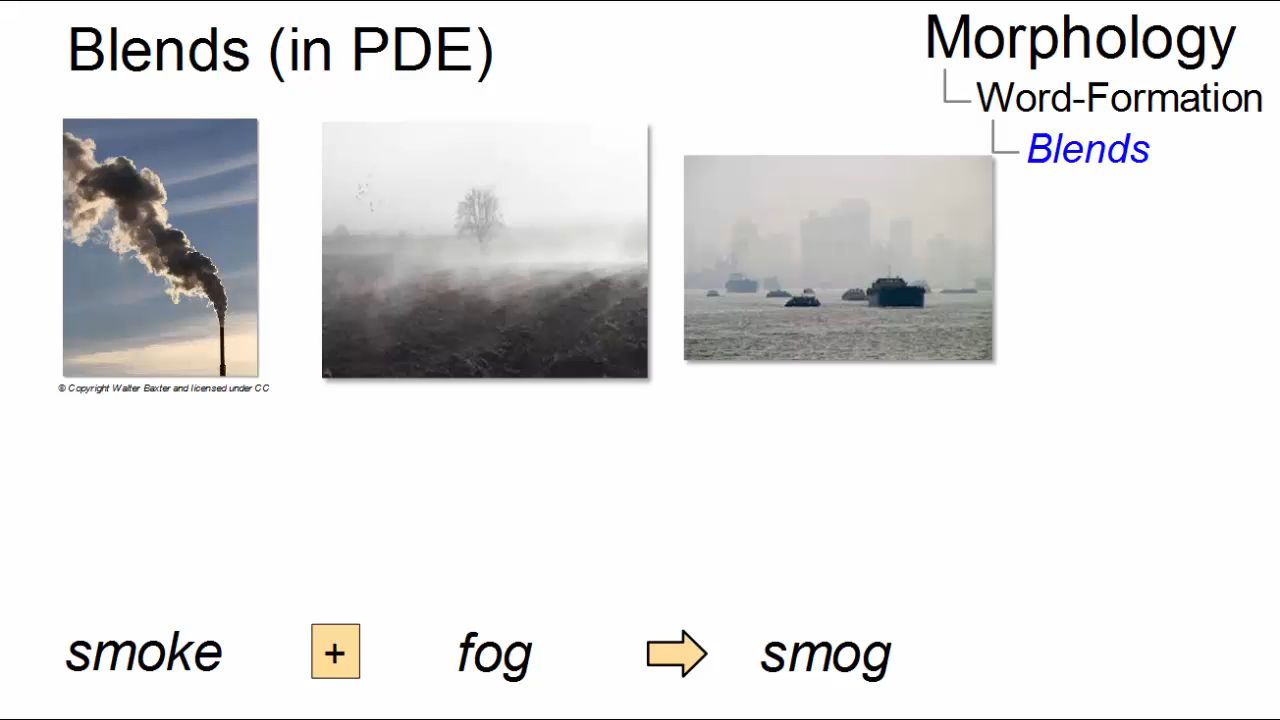 Blends (in PDE)
Morphology
Word-Formation
Blends
© Copyright Walter Baxter and licensed under CC
smoke + fog smog